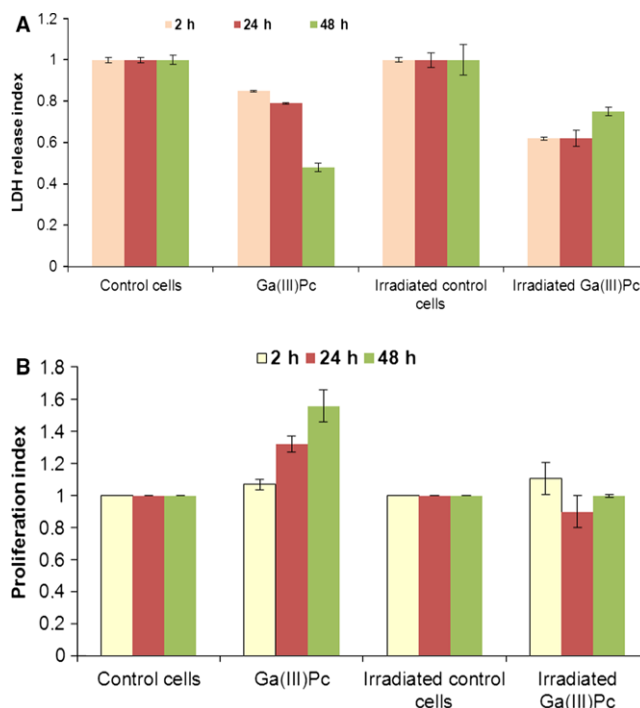 A
2 h 24 h 48 h
LDH release index
1.2
1
0.8
0.6
0.4
0.2
0
Control cells
Ga(III)Pc
Irradiated control
cells
Irradiated Ga(III)Pc
B
2 h 24 h 48 h
Proliferation index
1.8
1.6
1.4
1.2
1
0.8
0.6
0.4
0.2
0
Control cells
Ga(III)Pc
Irradiated control
cells
Irradiated
Ga(III)Pc